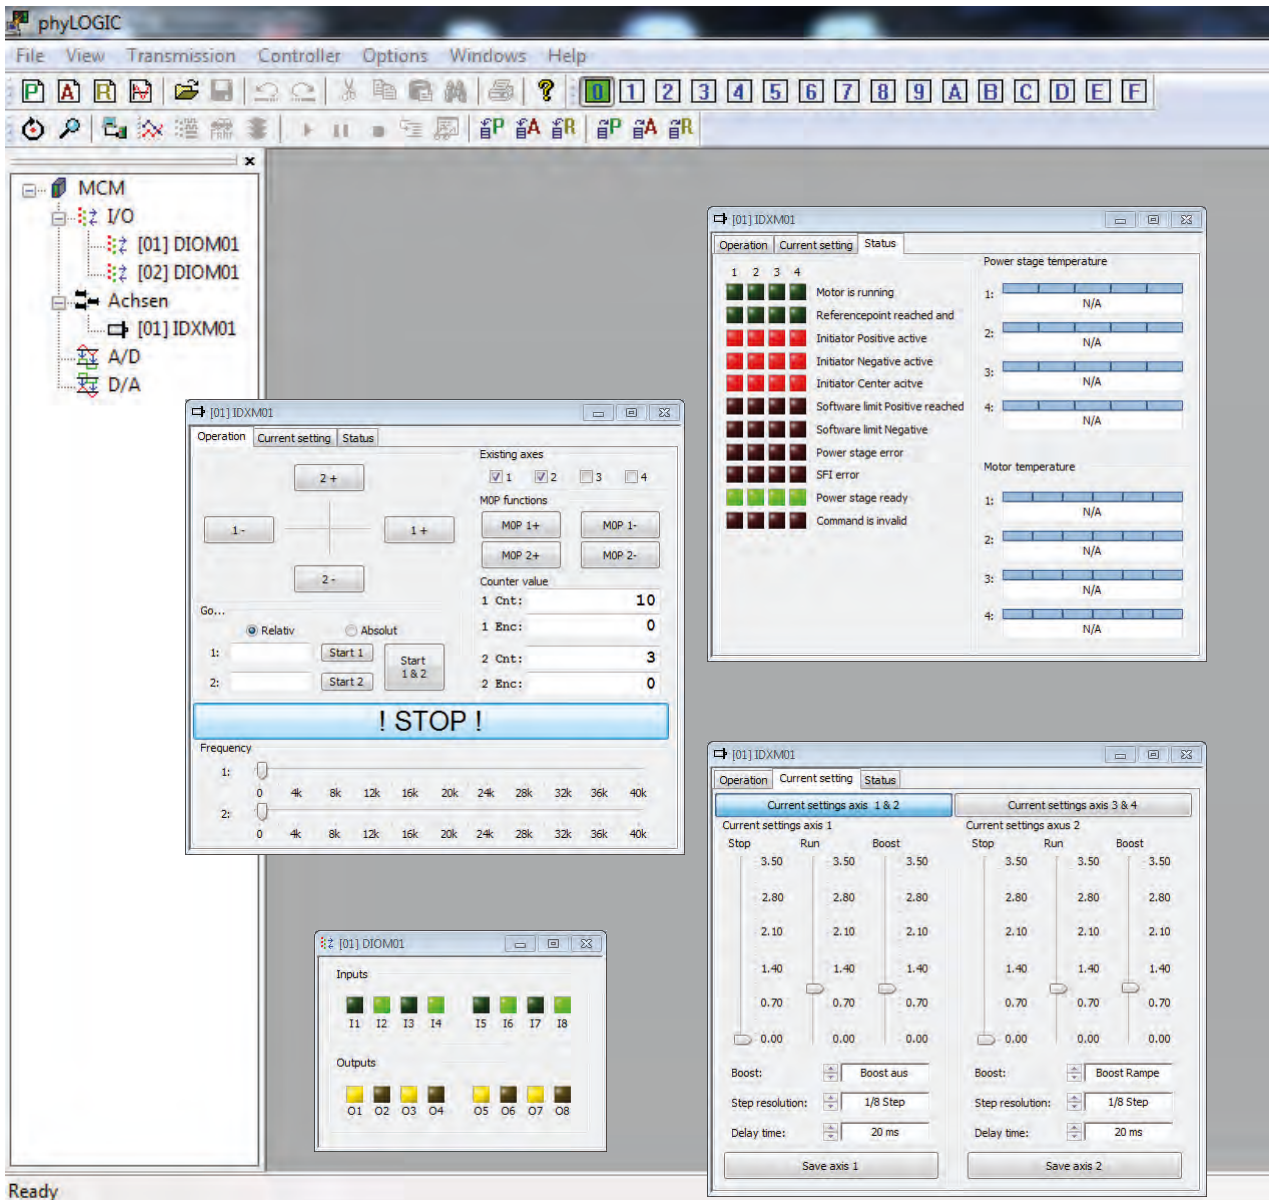 phyLOGIC
File View Transmission Controller Options Windows Help
P A R 0 1 2 3 4 5 6 7 8 9 A B C D E F
P A R P A R
MCM
I/O
[01] DIOM01
[02] DIOM01
Achsen
[01] IDXM01
A/D
D/A
[01] IDXM01
Operation Current setting Status
Existing axes
1 2 3 4
2 +
1 - 1 +
2 -
MOP functions
MOP 1+ MOP 1-
MOP 2+ MOP 2-
Counter value
1 Cnt: 10
1 Enc: 0
2 Cnt: 3
2 Enc: 0
Go...
Relativ Absolut
1: Start 1
2: Start 2
Start
1 & 2
! STOP !
Frequency
1:
0 4k 8k 12k 16k 20k 24k 28k 32k 36k 40k
2:
0 4k 8k 12k 16k 20k 24k 28k 32k 36k 40k
[01] DIOM01
Inputs
I1 I2 I3 I4 I5 I6 I7 I8
Outputs
O1 O2 O3 O4 O5 O6 O7 O8
[01] IDXM01
Operation Current setting Status
1 2 3 4
Motor is running
Referencepoint reached and
Initiator Positive active
Initiator Negative active
Initiator Center acitve
Software limit Positive reached
Software limit Negative
Power stage error
SFI error
Power stage ready
Command is invalid
Power stage temperature
1:
N/A
2:
N/A
3:
N/A
4:
N/A
Motor temperature
1:
N/A
2:
N/A
3:
N/A
4:
N/A
[01] IDXM01
Operation Current setting Status
Current settings axis 1 & 2 Current settings axis 3 & 4
Current settings axis 1 Current settings axus 2
Stop Run Boost Stop Run Boost
3.50 3.50 3.50 3.50 3.50 3.50
2.80 2.80 2.80 2.80 2.80 2.80
2.10 2.10 2.10 2.10 2.10 2.10
1.40 1.40 1.40 1.40 1.40 1.40
0.70 0.70 0.70 0.70 0.70 0.70
0.00 0.00 0.00 0.00 0.00 0.00
Boost: Boost aus Boost: Boost Rampe
Step resolution: 1/8 Step Step resolution: 1/8 Step
Delay time: 20 ms Delay time: 20 ms
Save axis 1 Save axis 2
Ready